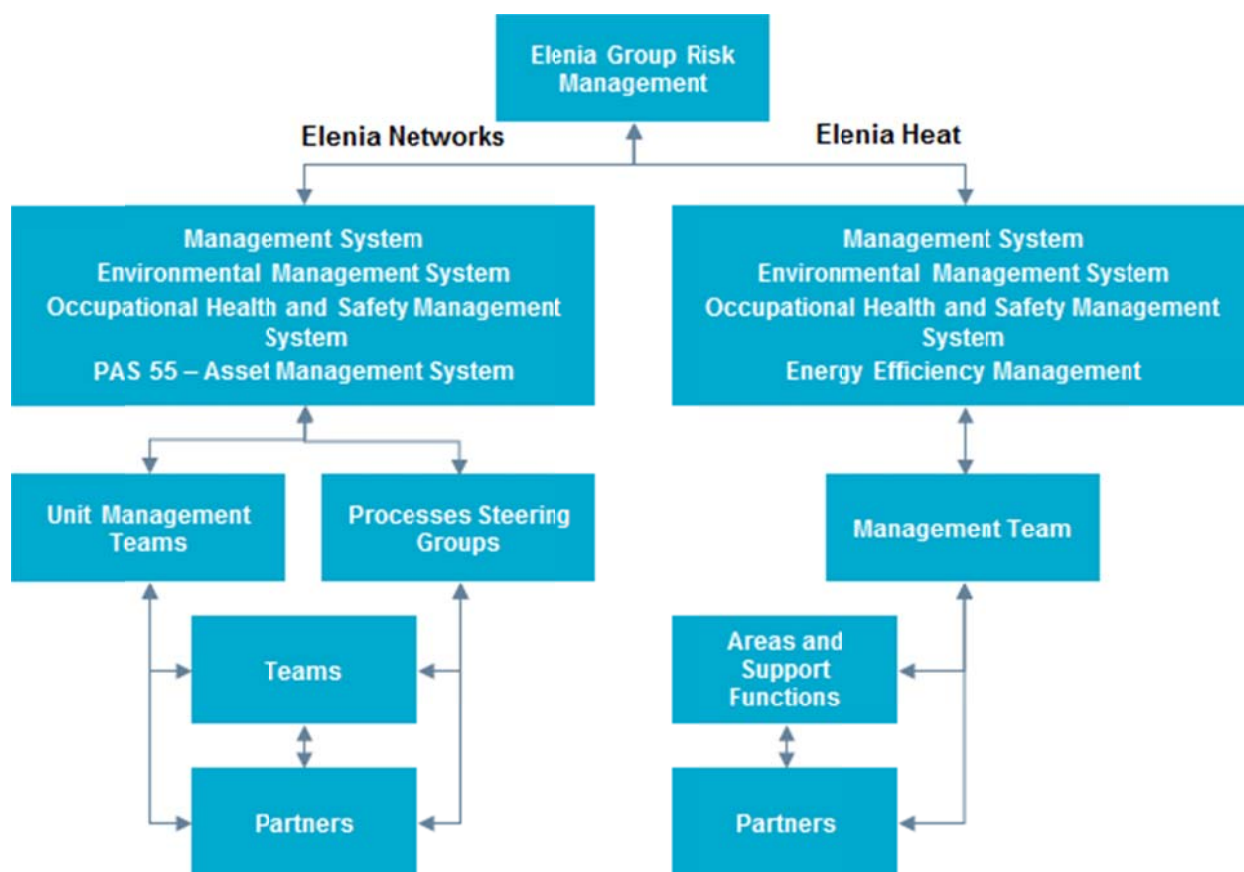 Elenia Group Risk
Management
Elenia Networks
Elenia Heat
Management System
Environmental Management System
Occupational Health and Safety Management
System
PAS 55 – Asset Management System
Management System
Environmental Management System
Occupational Health and Safety Management
System
Energy Efficiency Management
Unit Management
Teams
Processes Steering
Groups
Management Team
Teams
Areas and
Support
Functions
Partners
Partners